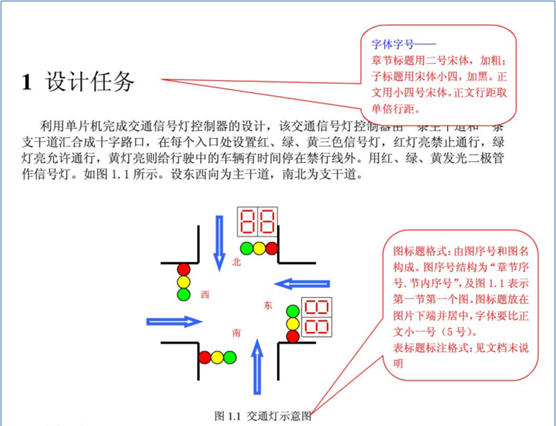 字体字号——
章节标题用二号宋体，加粗；
子标题用宋体小四，加黑。正
文用小四号宋体。正文行距取
单倍行距。
1 设计任务
利用单片机完成交通信号灯控制器的设计，该交通信号灯控制器由一条主干道和一条
支干道汇合成十字路口，在每个入口处设置红、绿、黄三色信号灯，红灯亮禁止通行，绿
灯亮允许通行，黄灯亮则给行驶中的车辆有时间停在禁行线外。用红、绿、黄发光二极管
作信号灯。如图 1.1 所示。设东西向为主干道，南北为支干道。
88
北
西
东
88
南
图标题格式：由图序号和图名
构成。图序号结构为“章节序
号.节内序号”，及图 1.1 表示
第一节第一个图。图标题放在
图片下端并居中，字体要比正
文小一号（5 号）。
表标题标注格式：见文档末说
明
图 1.1 交通灯示意图